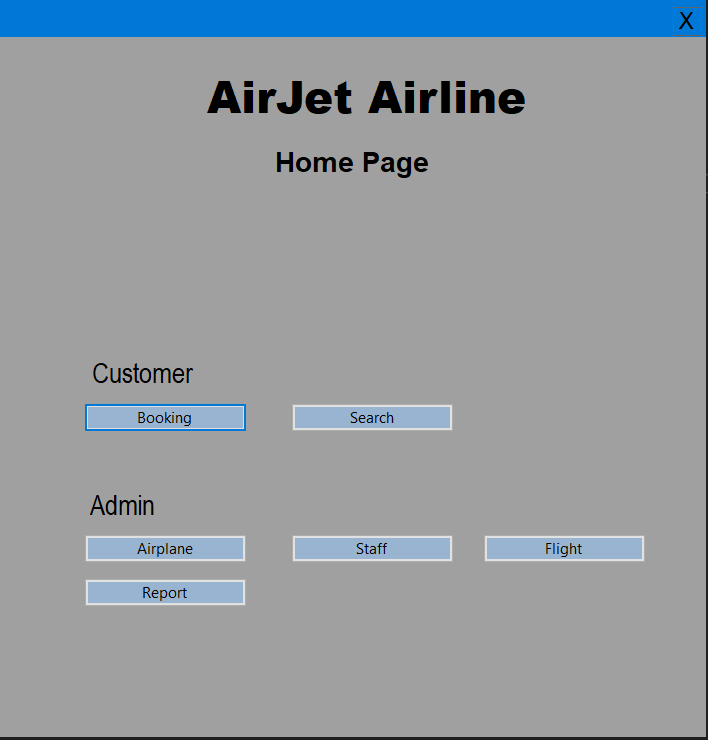 X
AirJet Airline
Home Page
Customer
Booking Search
Admin
Airplane Staff Flight
Report